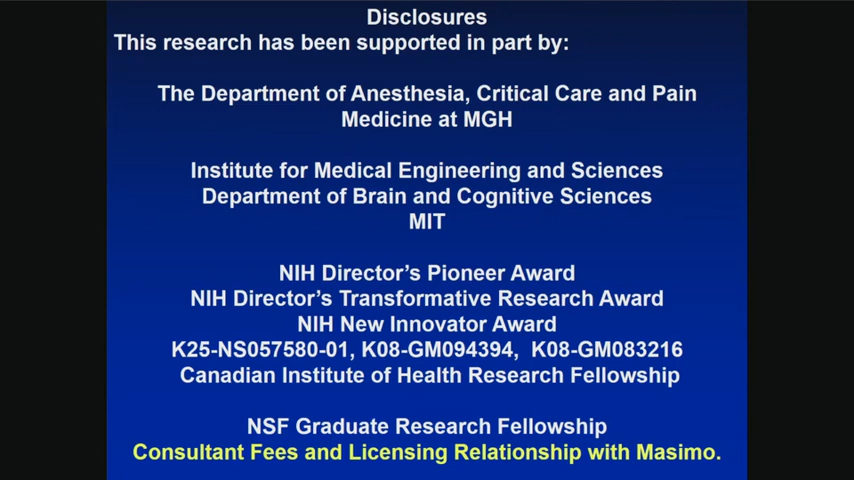 Disclosures
This research has been supported in part by:
The Department of Anesthesia, Critical Care and Pain
Medicine at MGH
Institute for Medical Engineering and Sciences
Department of Brain and Cognitive Sciences
MIT
NIH Director’s Pioneer Award
NIH Director’s Transformative Research Award
NIH New Innovator Award
K25-NS057580-01, K08-GM094394, K08-GM083216
Canadian Institute of Health Research Fellowship
NSF Graduate Research Fellowship
Consultant Fees and Licensing Relationship with Masimo.